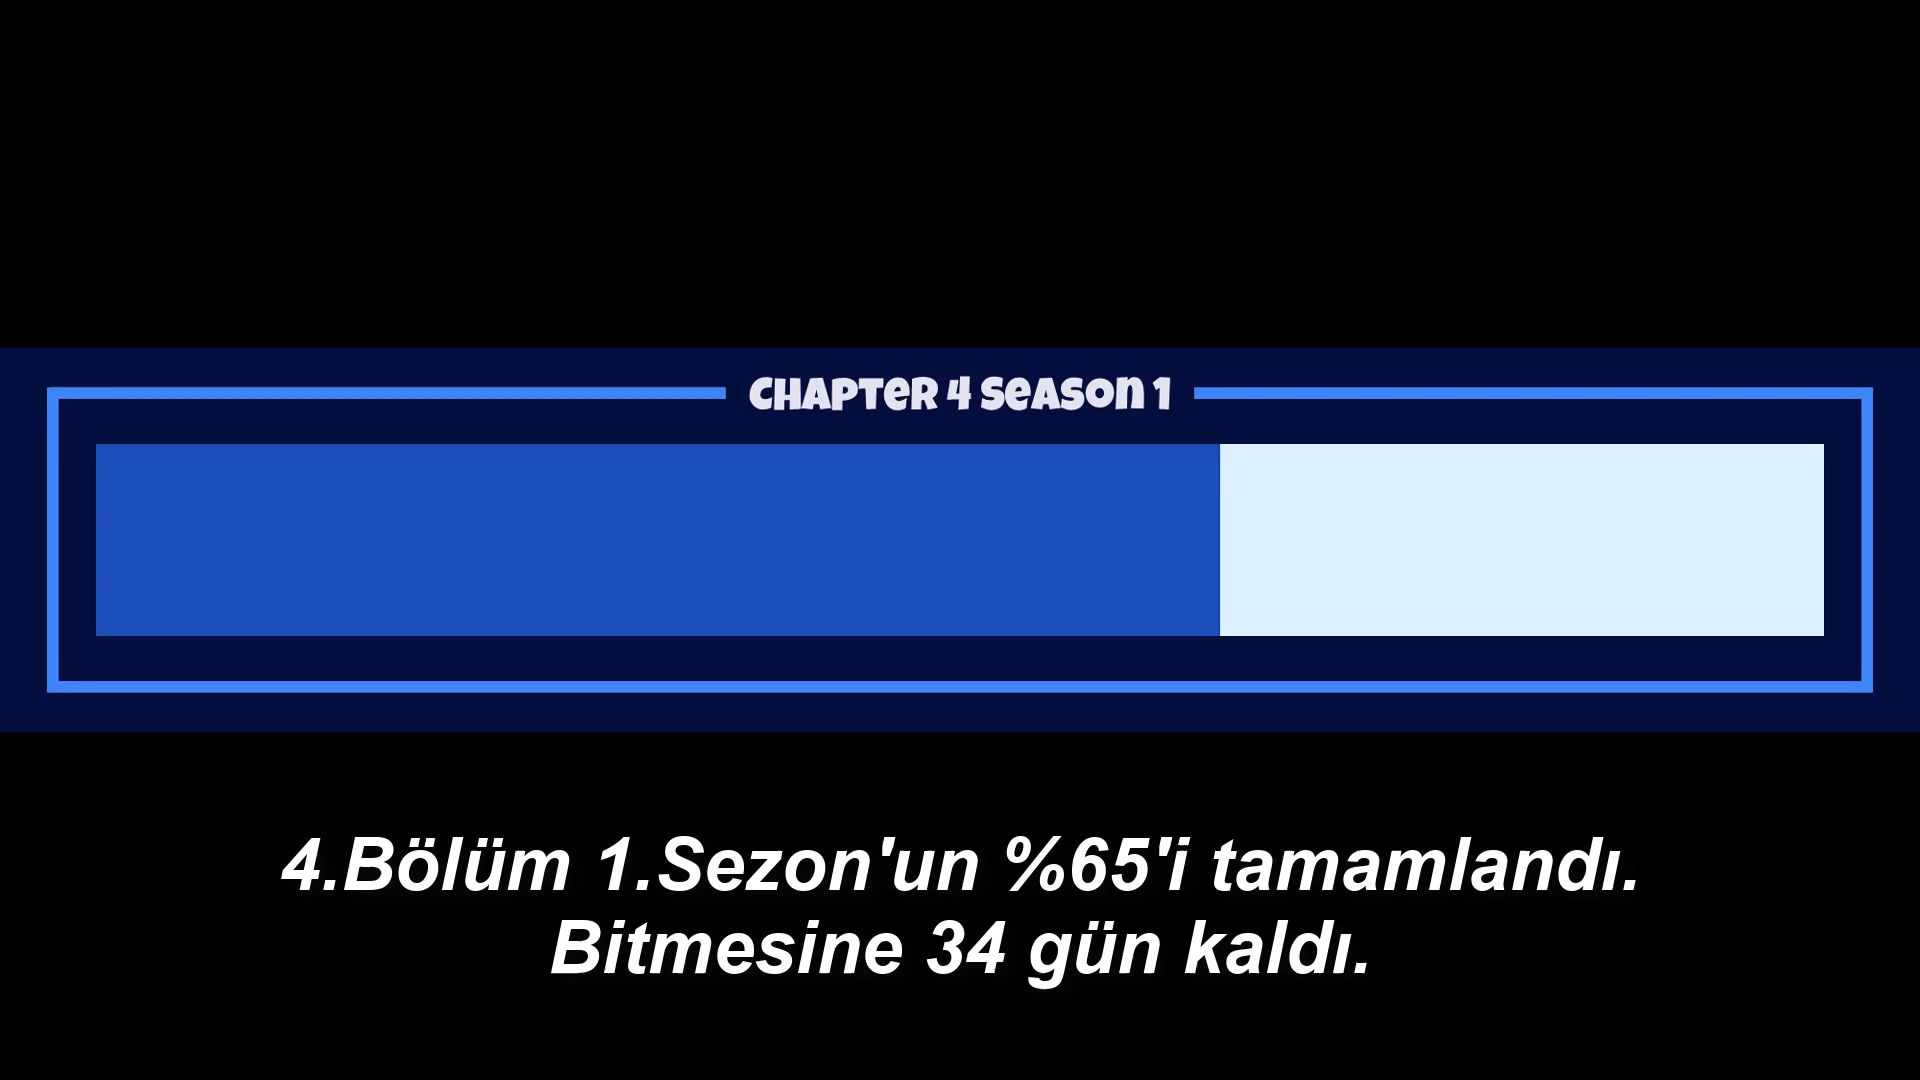 CHAPTER 4 SEASON 1
4.Bölüm 1.Sezon'un %65'i tamamlandı.
Bitmesine 34 gün kaldı.